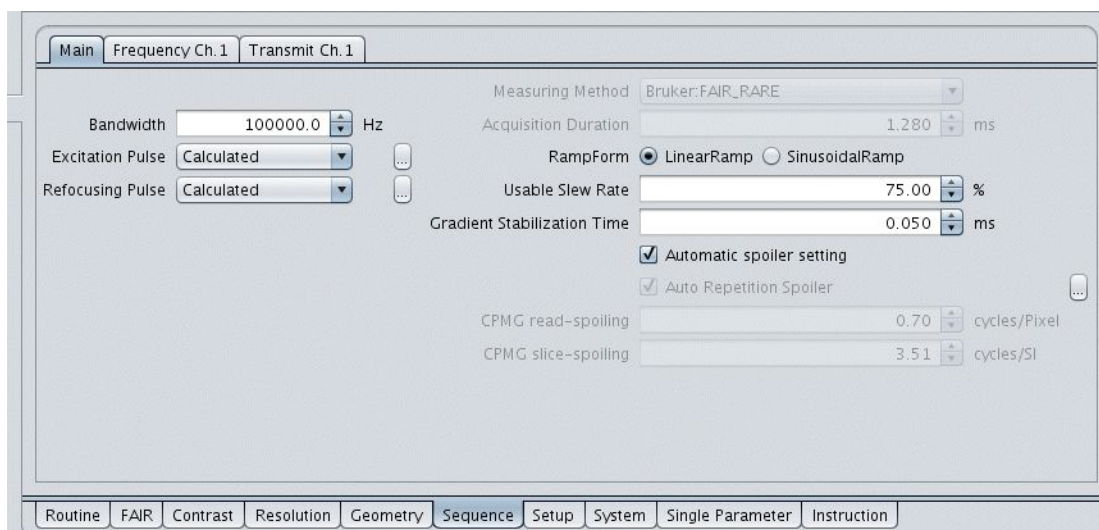 Main Frequency Ch.1 Transmit Ch.1
Measuring Method Bruker:FAIR_RARE
Bandwidth 100000.0 Hz Acquisition Duration 1.280 ms
Excitation Pulse Calculated ... RampForm LinearRamp SinusoidalRamp
Refocusing Pulse Calculated ... Usable Slew Rate 75.00 %
Gradient Stabilization Time 0.050 ms
Automatic spoiler setting
Auto Repetition Spoiler ...
CPMG read-spoiling 0.70 cycles/Pixel
CPMG slice-spoiling 3.51 cycles/SI
Routine FAIR Contrast Resolution Geometry Sequence Setup System Single Parameter Instruction